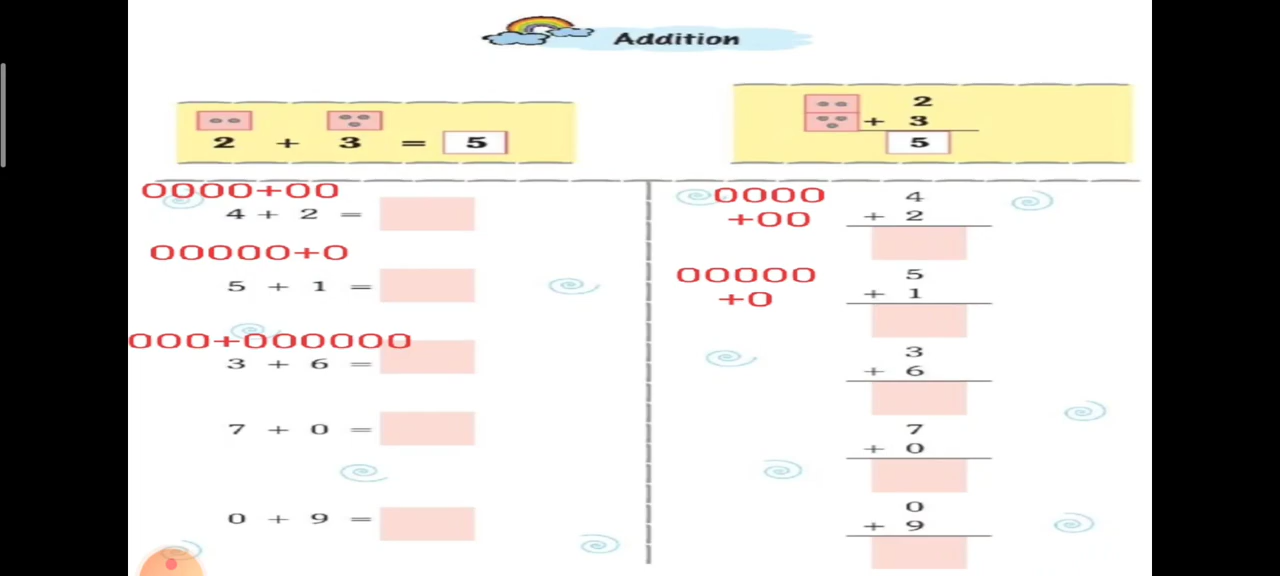 Addition
2 + 3 = 5
2
+ 3
5
0000+00
4 + 2 =
00000+0
5 + 1 =
000+000000
3 + 6 =
7 + 0 =
0 + 9 =
0000
+00
4
+ 2
00000
+0
5
+ 1
3
+ 6
7
+ 0
0
+ 9